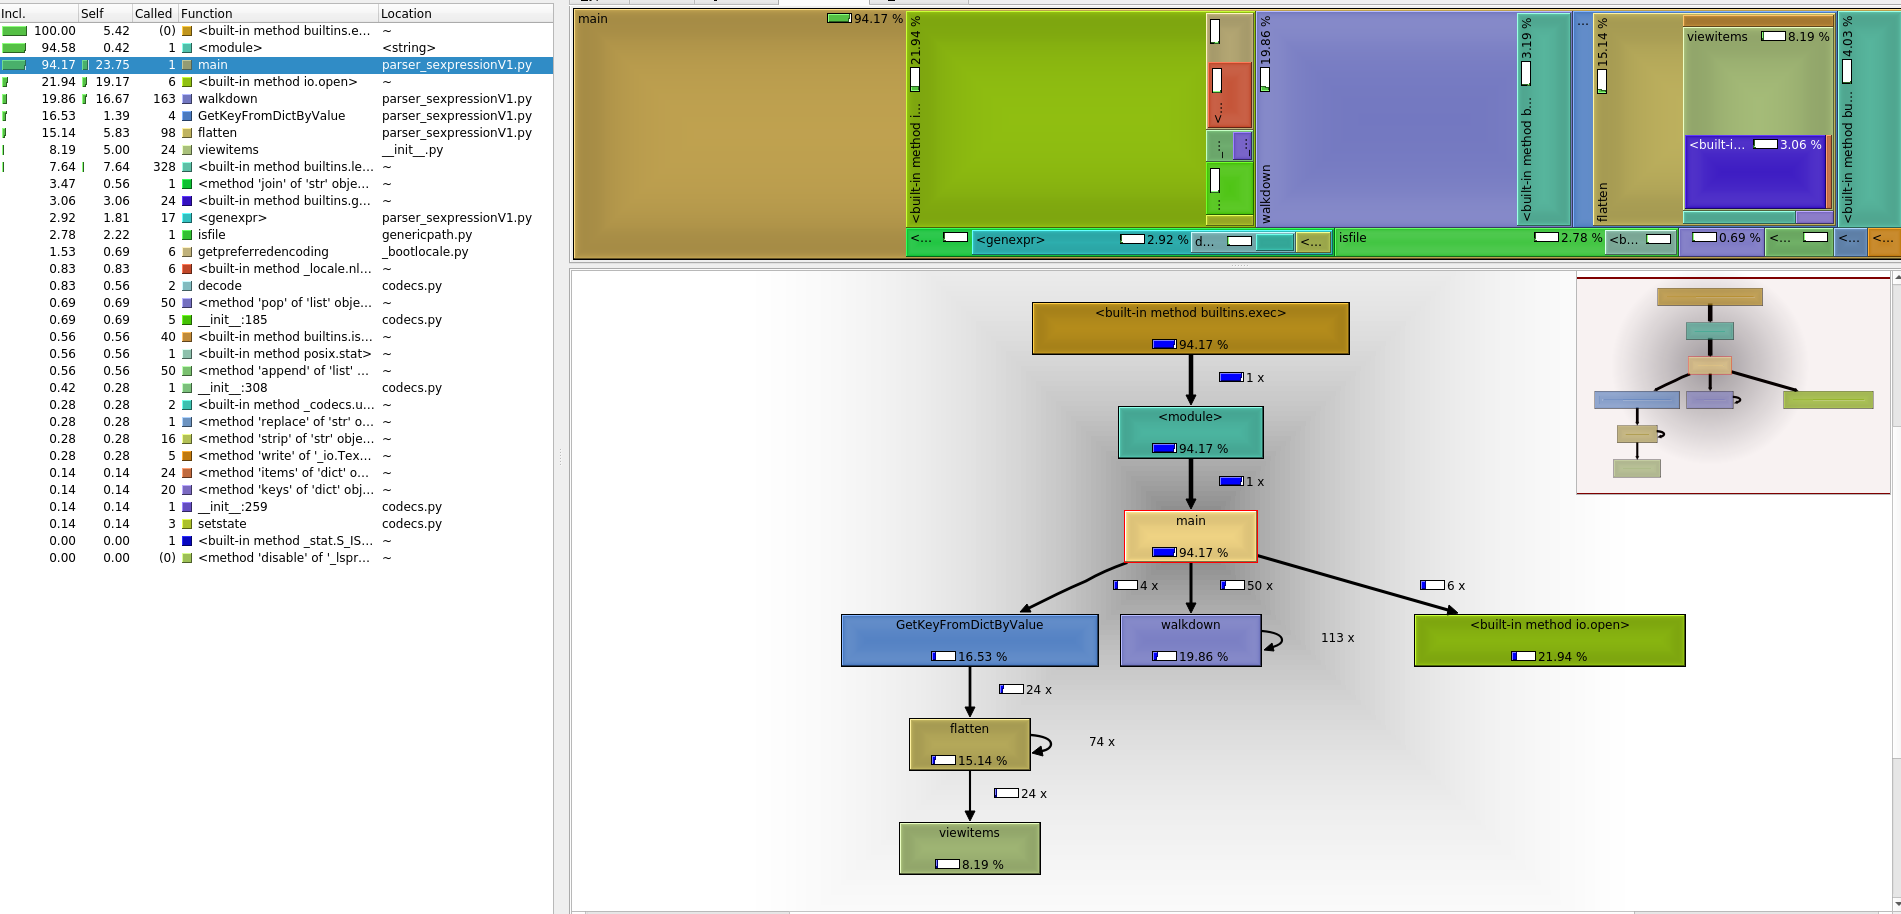 Incl. Self Called Function Location
100.00 5.42 (0) <built-in method builtins.e... ~
94.58 0.42 1 <module> <string>
94.17 23.75 1 main parser_sexpressionV1.py
21.94 19.17 6 <built-in method io.open> ~
19.86 16.67 163 walkdown parser_sexpressionV1.py
16.53 1.39 4 GetKeyFromDictByValue parser_sexpressionV1.py
15.14 5.83 98 flatten parser_sexpressionV1.py
8.19 5.00 24 viewitems __init__.py
7.64 7.64 328 <built-in method builtins.le... ~
3.47 0.56 1 <method 'join' of 'str' obje... ~
3.06 3.06 24 <built-in method builtins.g... ~
2.92 1.81 17 <genexpr> parser_sexpressionV1.py
2.78 2.22 1 isfile genericpath.py
1.53 0.69 6 getpreferredencoding _bootlocale.py
0.83 0.83 6 <built-in method _locale.nl... ~
0.83 0.56 2 decode codecs.py
0.69 0.69 50 <method 'pop' of 'list' obje... ~
0.69 0.69 5 __init__:185 codecs.py
0.56 0.56 40 <built-in method builtins.is... ~
0.56 0.56 1 <built-in method posix.stat> ~
0.56 0.56 50 <method 'append' of 'list' ... ~
0.42 0.28 1 __init__:308 codecs.py
0.28 0.28 2 <built-in method _codecs.u... ~
0.28 0.28 1 <method 'replace' of 'str' o... ~
0.28 0.28 16 <method 'strip' of 'str' obje... ~
0.28 0.28 5 <method 'write' of '_io.Tex... ~
0.14 0.14 24 <method 'items' of 'dict' o... ~
0.14 0.14 20 <method 'keys' of 'dict' obj... ~
0.14 0.14 1 __init__:259 codecs.py
0.14 0.14 3 setstate codecs.py
0.00 0.00 1 <built-in method _stat.S_IS... ~
0.00 0.00 (0) <method 'disable' of '_lspr... ~
main 94.17 %
<built-in method i... 21.94 %
walkdown 19.86 %
<built-in method b... 3.19 %
...
flatten 15.14 %
viewitems 8.19 %
<built-i... 3.06 %
<built-in method bu... 4.03 %
<... <genexpr> 2.92 % d... <... isfile 2.78 % <b... 0.69 % <... <... <...
<built-in method builtins.exec>
94.17 %
1 x
<module>
94.17 %
1 x
main
94.17 %
4 x 50 x 6 x
GetKeyFromDictByValue
16.53 %
walkdown
19.86 %
113 x
<built-in method io.open>
21.94 %
24 x
flatten
15.14 %
74 x
24 x
viewitems
8.19 %